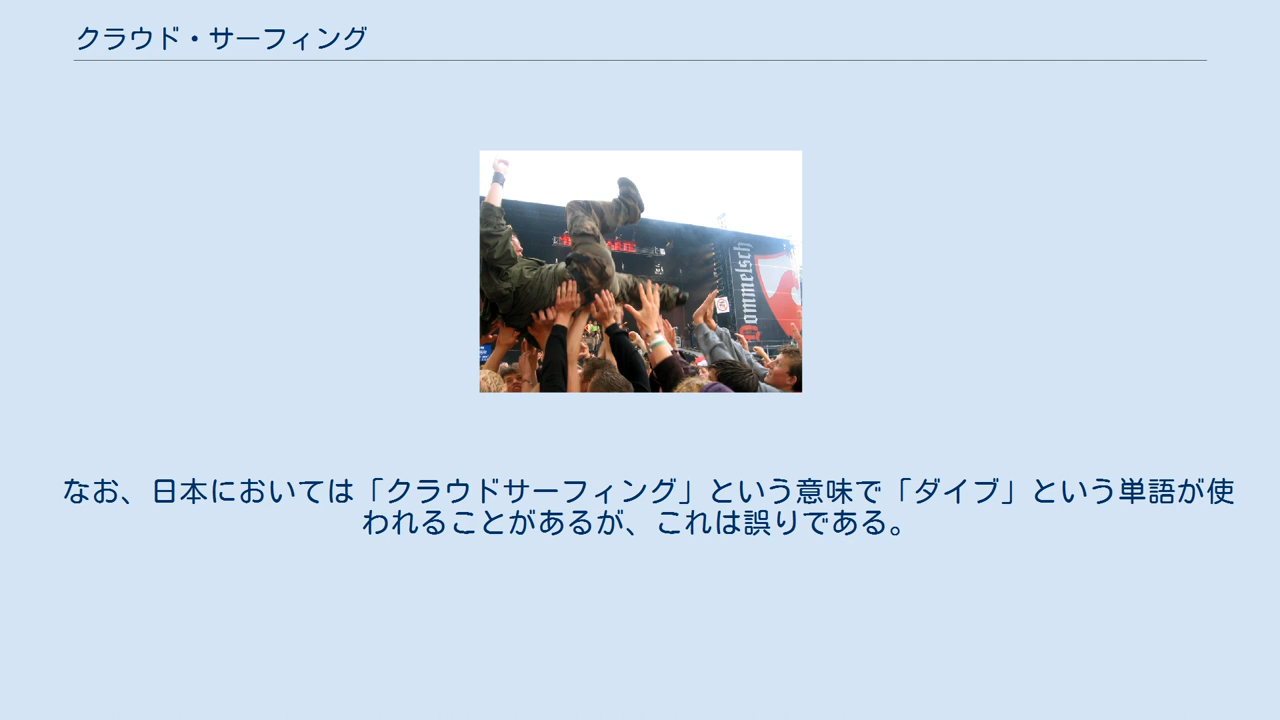 クラウド・サーフィング
Dommelsch
なお、日本においては「クラウドサーフィング」という意味で「ダイブ」という単語が使
われることがあるが、これは誤りである。